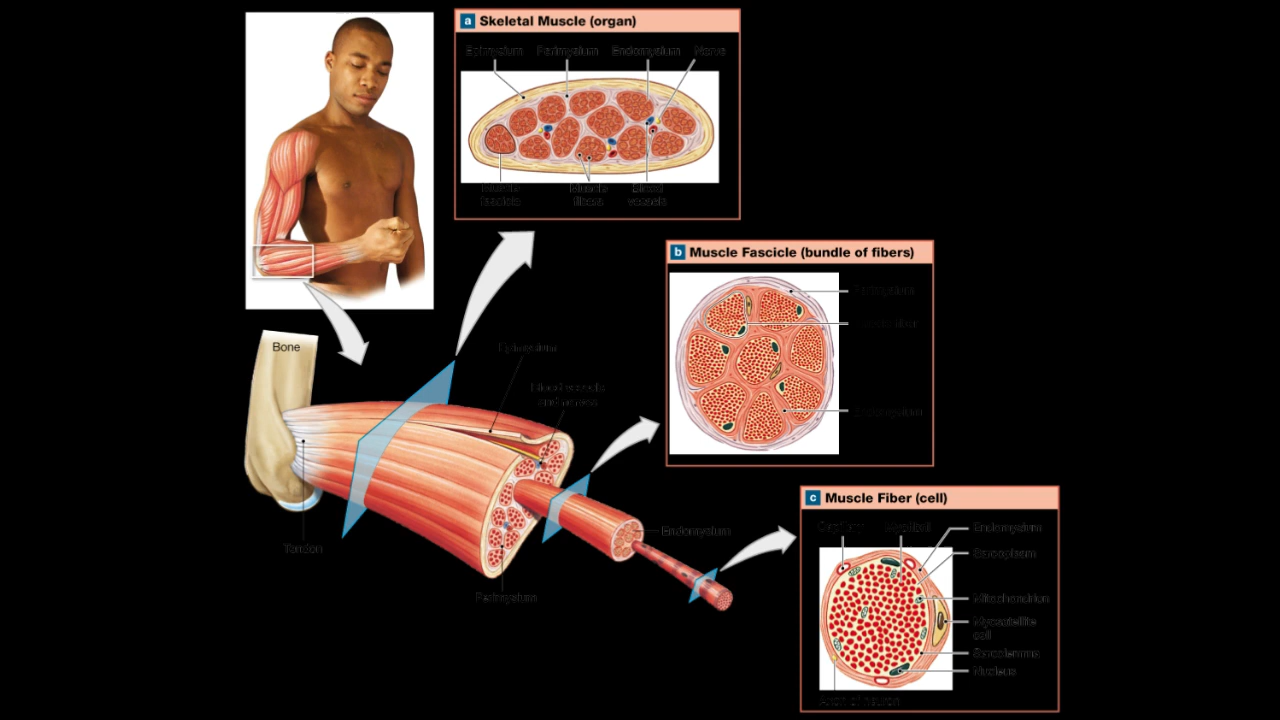 a Skeletal Muscle (organ)
Epimysium Perimysium Endomysium Nerve
Muscle Muscle Blood
fascicle fibers vessels
b Muscle Fascicle (bundle of fibers)
Perimysium
Muscle fiber
Endomysium
Bone
Epimysium
Blood vessels
and nerves
Tendon
Endomysium
Perimysium
c Muscle Fiber (cell)
Capillary Myofibril Endomysium
Sarcoplasm
Mitochondrion
Myosatellite
cell
Sarcolemma
Nucleus
Axon of neuron